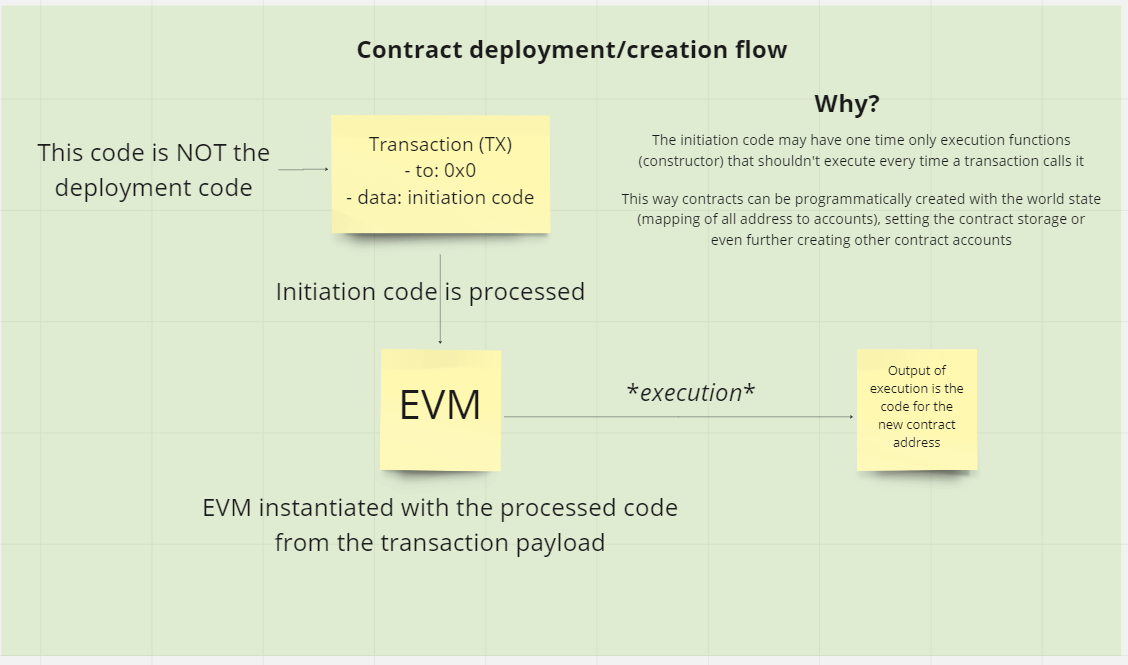 Contract deployment/creation flow
Why?
The initiation code may have one time only execution functions
(constructor) that shouldn't execute every time a transaction calls it
This way contracts can be programmatically created with the world state
(mapping of all address to accounts), setting the contract storage or
even further creating other contract accounts
This code is NOT the
deployment code
Transaction (TX)
- to: 0x0
- data: initiation code
Initiation code is processed
EVM
*execution*
Output of
execution is the
code for the
new contract
address
EVM instantiated with the processed code
from the transaction payload